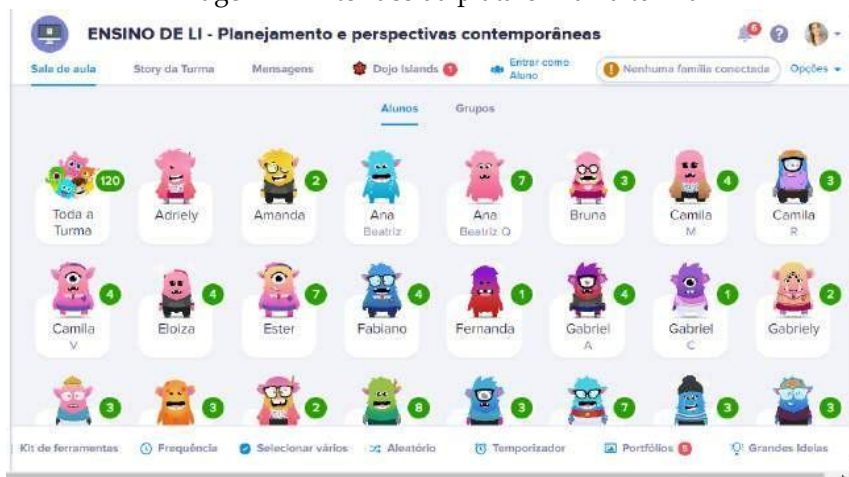 ENSINO DE LI - Planejamento e perspectivas contemporâneas 6 ?
Sala de aula Story da Turma Mensagens Dojo Islands 1 Entrar como Aluno ! Nenhuma família conectada Opções
Alunos Grupos
120 2 7 3 4 3
Toda a Turma Adriely Amanda Ana Beatriz Ana Beatriz Q Bruna Camila M Camila R
4 4 7 4 1 4 1 2
Camila V Eloiza Ester Fabiano Fernanda Gabriel A Gabriel C Gabriely
3 3 2 8 3 7 3 3
Kit de ferramentas Frequência Selecionar vários Aleatório Temporizador Portfólios Grandes Ideias